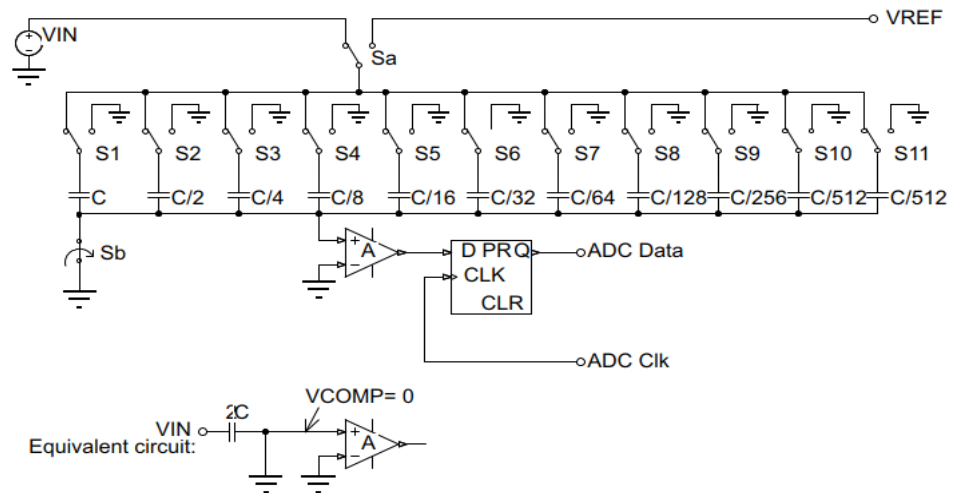 VIN
VREF
Sa
S1 S2 S3 S4 S5 S6 S7 S8 S9 S10 S11
C C/2 C/4 C/8 C/16 C/32 C/64 C/128 C/256 C/512 C/512
Sb
+ A -
D PR Q
CLK
CLR
ADC Data
ADC Clk
VCOMP= 0
2C
VIN
Equivalent circuit:
+ A -